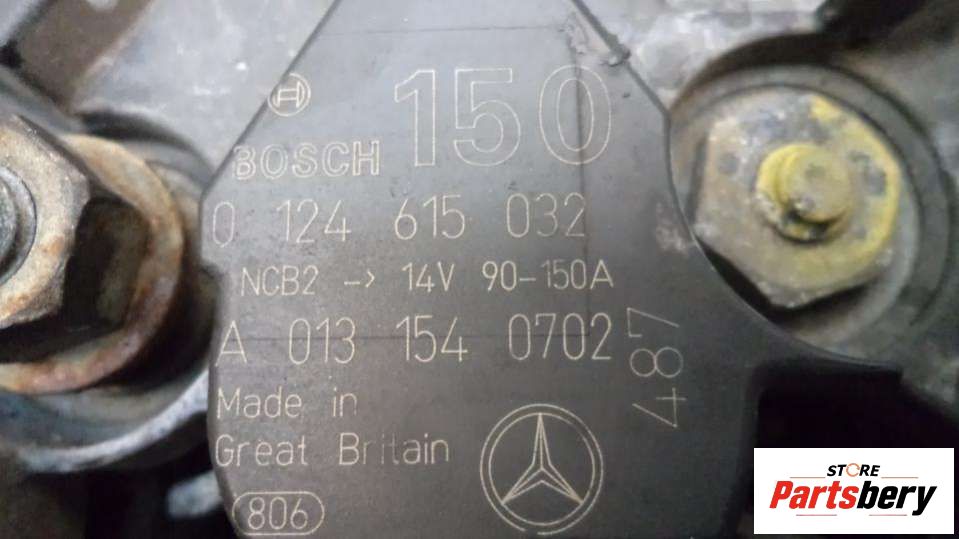 150
BOSCH
0 124 615 032
NCB2 -> 14V 90-150A
A 013 154 0702
487
Made in
Great Britain
806
STORE
Partsbery